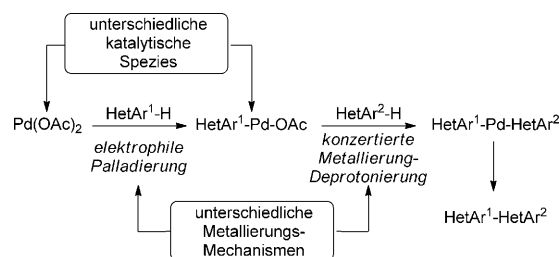 unterschiedliche
katalytische
Spezies
Pd(OAc)₂
HetAr¹-H
elektrophile
Palladierung
HetAr¹-Pd-OAc
HetAr²-H
konzertierte
Metallierung-
Deprotonierung
HetAr¹-Pd-HetAr²
unterschiedliche
Metallierungs-
Mechanismen
HetAr¹-HetAr²